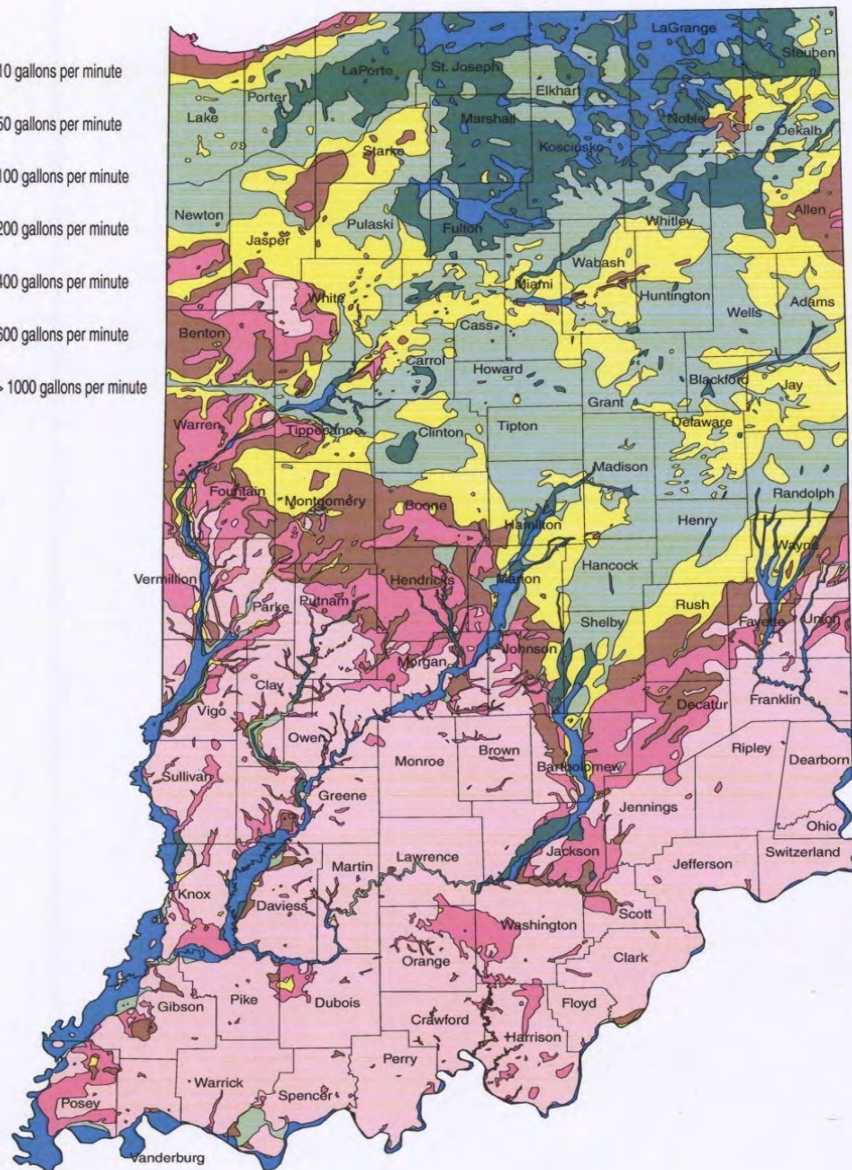 10 gallons per minute
50 gallons per minute
100 gallons per minute
200 gallons per minute
400 gallons per minute
600 gallons per minute
> 1000 gallons per minute
LaGrange
Steuben
LaPorte
St. Joseph
Elkhart
Porter
Lake
Marshall
Noble
Dekalb
Starke
Kosciusko
Newton
Pulaski
Fulton
Whitley
Allen
Jasper
Wabash
Miami
White
Huntington
Wells
Adams
Benton
Cass
Carrol
Howard
Blackford
Jay
Grant
Warren
Tippecanoe
Clinton
Tipton
Delaware
Madison
Fountain
Montgomery
Boone
Hamilton
Henry
Randolph
Wayne
Vermillion
Hendricks
Marion
Hancock
Parke
Putnam
Shelby
Rush
Fayette
Union
Morgan
Johnson
Clay
Vigo
Owen
Decatur
Franklin
Monroe
Brown
Bartholomew
Ripley
Dearborn
Sullivan
Greene
Jennings
Ohio
Martin
Lawrence
Jackson
Jefferson
Switzerland
Knox
Daviess
Scott
Washington
Orange
Clark
Gibson
Pike
Dubois
Floyd
Crawford
Harrison
Perry
Warrick
Spencer
Posey
Vanderburg